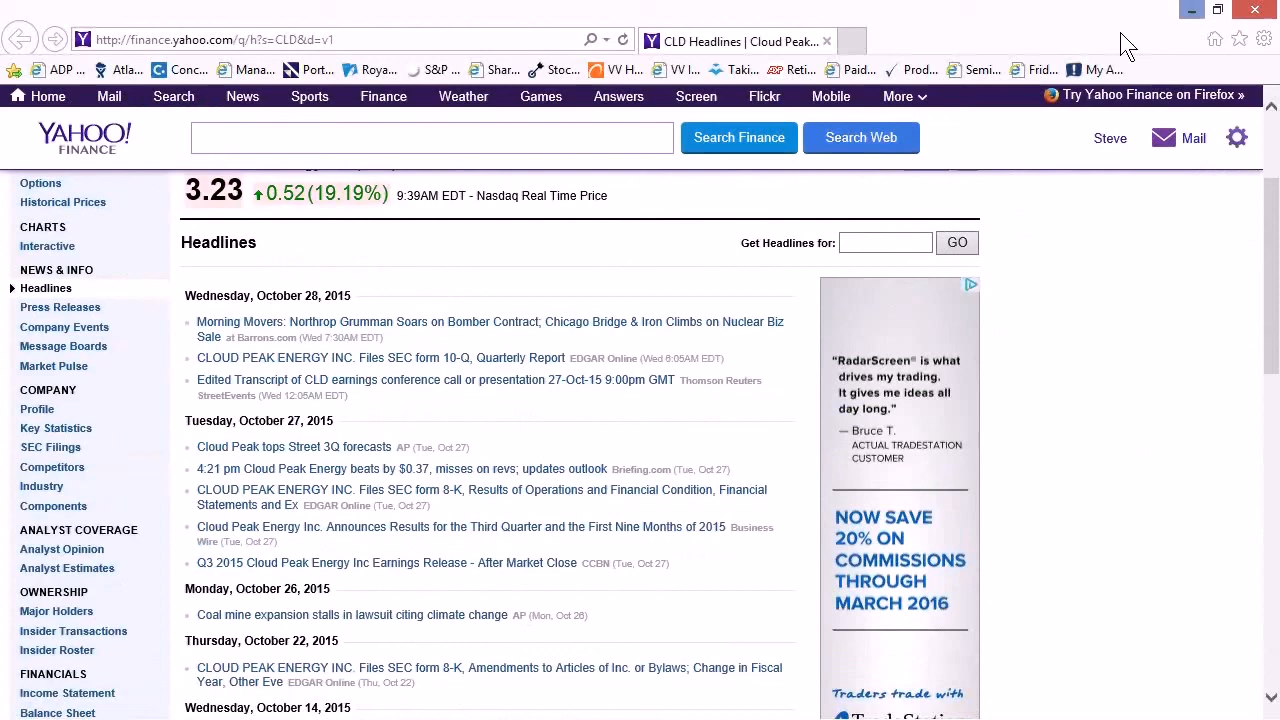 http://finance.yahoo.com/q/h?s=CLD&d=v1
CLD Headlines | Cloud Peak...
ADP ... Atla... Conc... Mana... Port... Roya... S&P ... Shar... Stoc... VV H... VV I... Taki... Reti... Paid... Prod... Semi... Frid... My A...
Home Mail Search News Sports Finance Weather Games Answers Screen Flickr Mobile More Try Yahoo Finance on Firefox »
YAHOO!
FINANCE
Search Finance Search Web Steve Mail
Options
Historical Prices
CHARTS
Interactive
NEWS & INFO
Headlines
Press Releases
Company Events
Message Boards
Market Pulse
COMPANY
Profile
Key Statistics
SEC Filings
Competitors
Industry
Components
ANALYST COVERAGE
Analyst Opinion
Analyst Estimates
OWNERSHIP
Major Holders
Insider Transactions
Insider Roster
FINANCIALS
Income Statement
Balance Sheet
3.23 0.52 (19.19%) 9:39AM EDT - Nasdaq Real Time Price
Headlines Get Headlines for: GO
Wednesday, October 28, 2015
Morning Movers: Northrop Grumman Soars on Bomber Contract; Chicago Bridge & Iron Climbs on Nuclear Biz
Sale at Barrons.com (Wed 7:30AM EDT)
CLOUD PEAK ENERGY INC. Files SEC form 10-Q, Quarterly Report EDGAR Online (Wed 6:05AM EDT)
Edited Transcript of CLD earnings conference call or presentation 27-Oct-15 9:00pm GMT Thomson Reuters
StreetEvents (Wed 12:05AM EDT)
Tuesday, October 27, 2015
Cloud Peak tops Street 3Q forecasts AP (Tue, Oct 27)
4:21 pm Cloud Peak Energy beats by $0.37, misses on revs; updates outlook Briefing.com (Tue, Oct 27)
CLOUD PEAK ENERGY INC. Files SEC form 8-K, Results of Operations and Financial Condition, Financial
Statements and Ex EDGAR Online (Tue, Oct 27)
Cloud Peak Energy Inc. Announces Results for the Third Quarter and the First Nine Months of 2015 Business
Wire (Tue, Oct 27)
Q3 2015 Cloud Peak Energy Inc Earnings Release - After Market Close CCBN (Tue, Oct 27)
Monday, October 26, 2015
Coal mine expansion stalls in lawsuit citing climate change AP (Mon, Oct 26)
Thursday, October 22, 2015
CLOUD PEAK ENERGY INC. Files SEC form 8-K, Amendments to Articles of Inc. or Bylaws; Change in Fiscal
Year, Other Eve EDGAR Online (Thu, Oct 22)
Wednesday, October 14, 2015
"RadarScreen® is what
drives my trading.
It gives me ideas all
day long."
— Bruce T.
ACTUAL TRADESTATION
CUSTOMER
NOW SAVE
20% ON
COMMISSIONS
THROUGH
MARCH 2016
Traders trade with